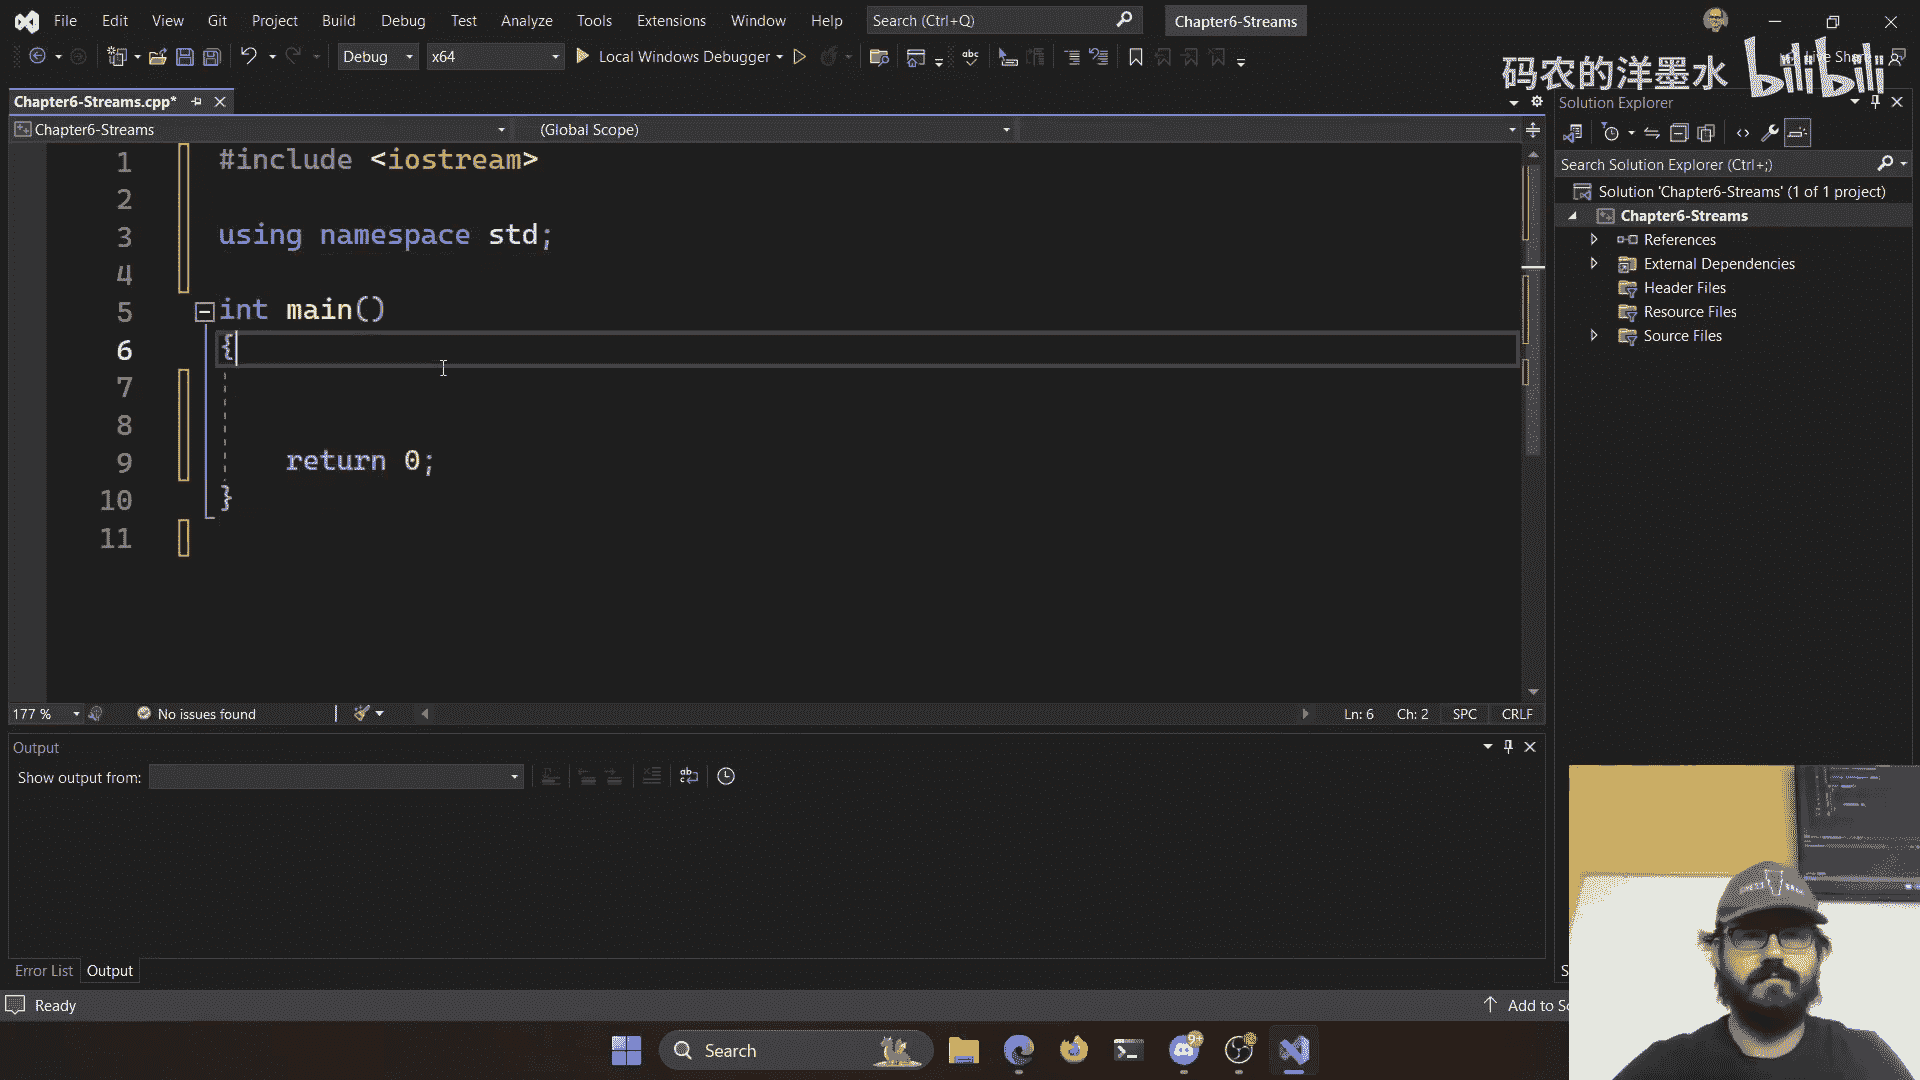 File Edit View Git Project Build Debug Test Analyze Tools Extensions Window Help Search (Ctrl+Q) Chapter6-Streams
Debug x64 Local Windows Debugger
码农的洋墨水 bilibili
Chapter6-Streams.cpp*
Chapter6-Streams (Global Scope)
1 #include <iostream>
2
3 using namespace std;
4
5 int main()
6 {
7
8
9 return 0;
10 }
11
177 % No issues found Ln: 6 Ch: 2 SPC CRLF
Solution Explorer
Search Solution Explorer (Ctrl+;)
Solution 'Chapter6-Streams' (1 of 1 project)
Chapter6-Streams
References
External Dependencies
Header Files
Resource Files
Source Files
Output
Show output from:
Error List Output
Ready Add to
Search
9+